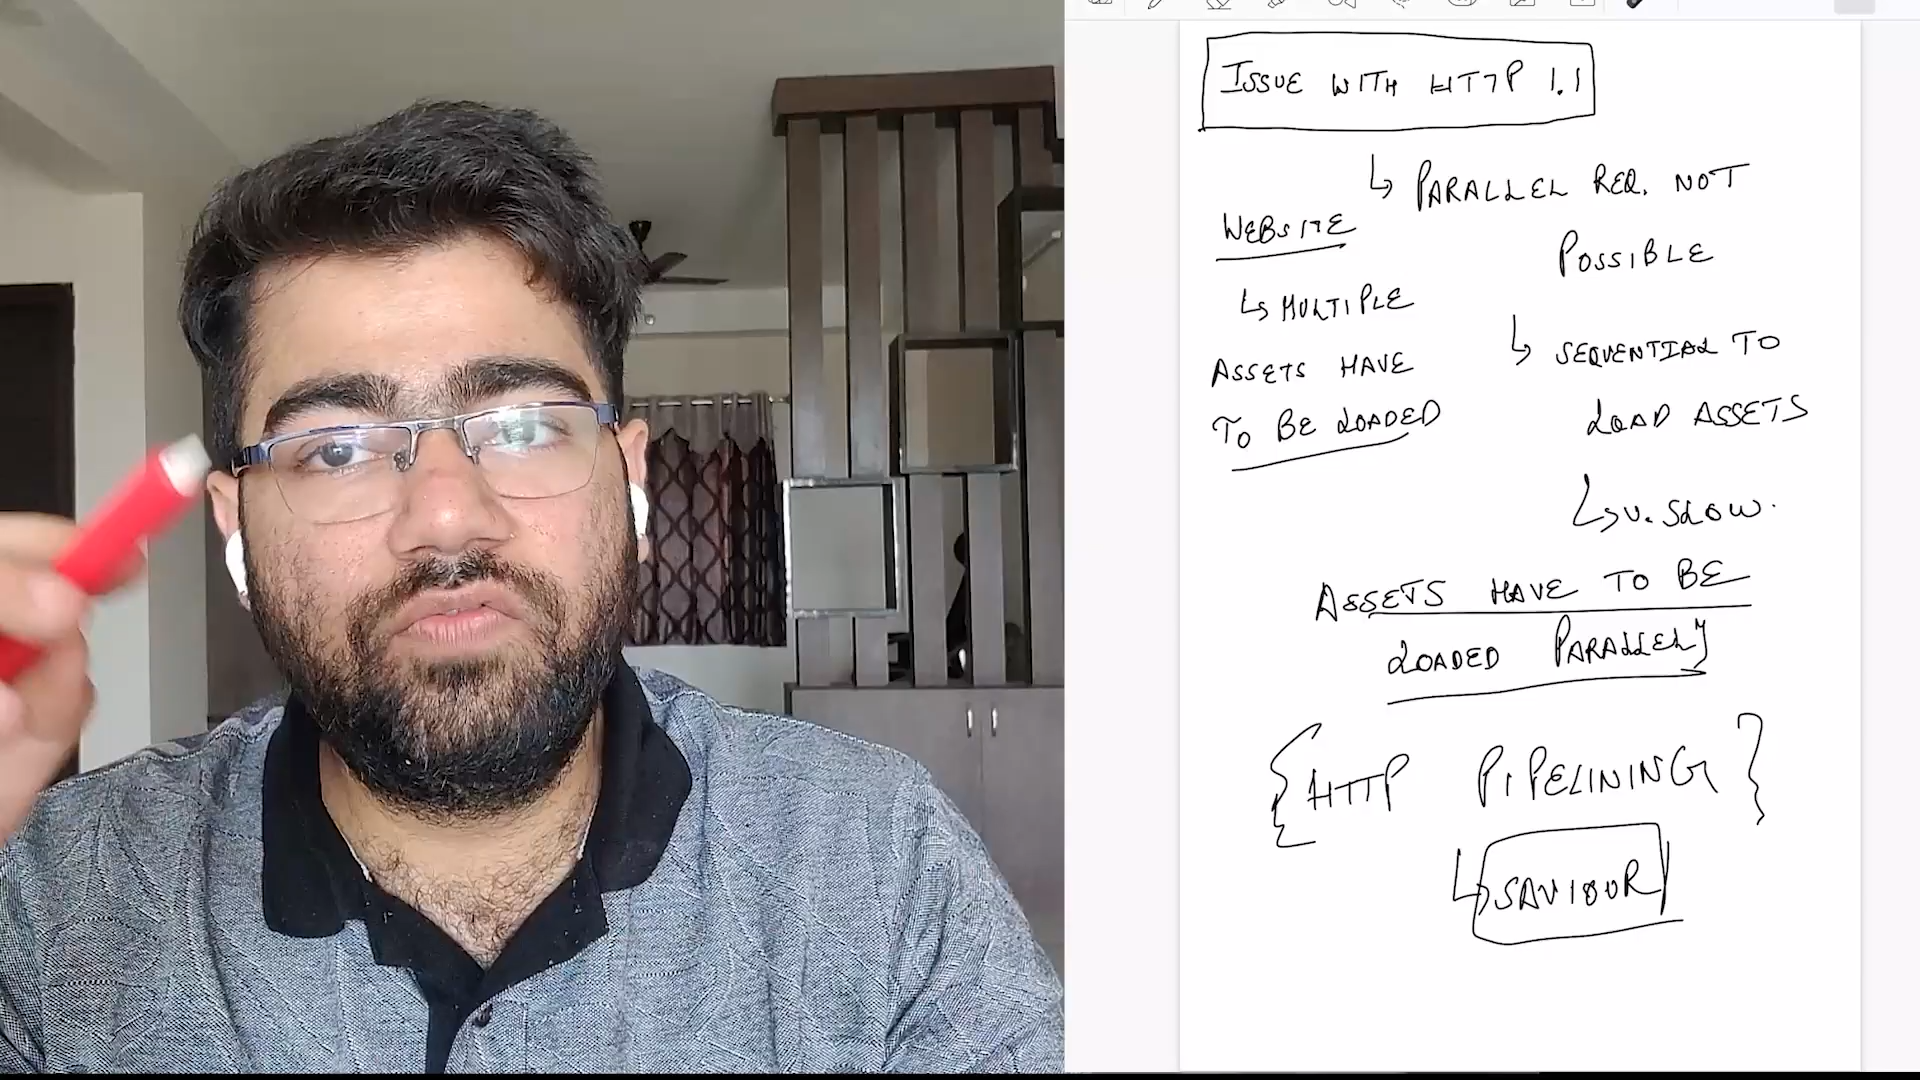 ISSUE WITH HTTP 1.1
↳ PARALLEL REQ. NOT
POSSIBLE
WEBSITE
↳ MULTIPLE
ASSETS HAVE
TO BE LOADED
↳ SEQUENTIAL TO
LOAD ASSETS
↳ V. SLOW.
ASSETS HAVE TO BE
LOADED PARALLELY
{HTTP PIPELINING}
↳ SAVIOUR